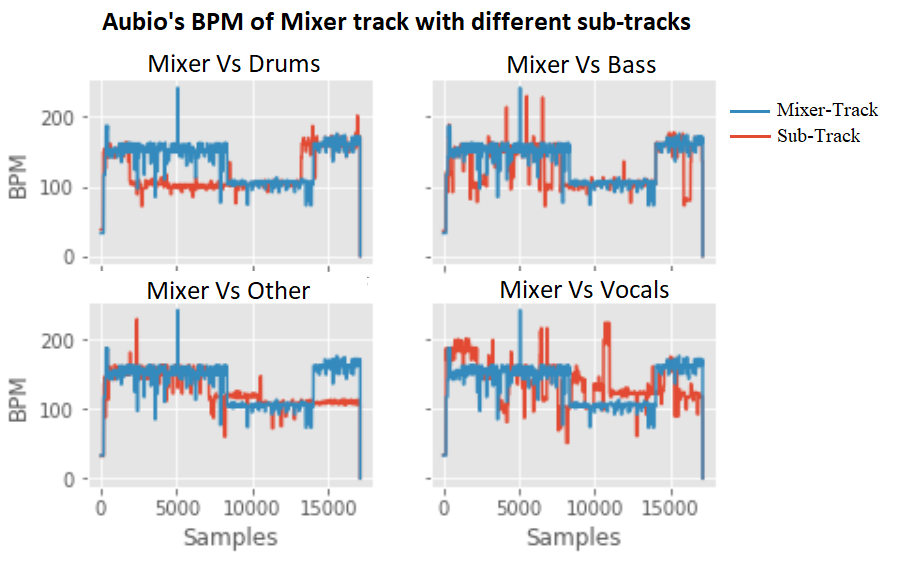 Aubio's BPM of Mixer track with different sub-tracks
Mixer Vs Drums
Mixer Vs Bass
200
100
0
BPM
Mixer-Track
Sub-Track
Mixer Vs Other
Mixer Vs Vocals
200
100
0
BPM
0 5000 10000 15000
0 5000 10000 15000
Samples
Samples